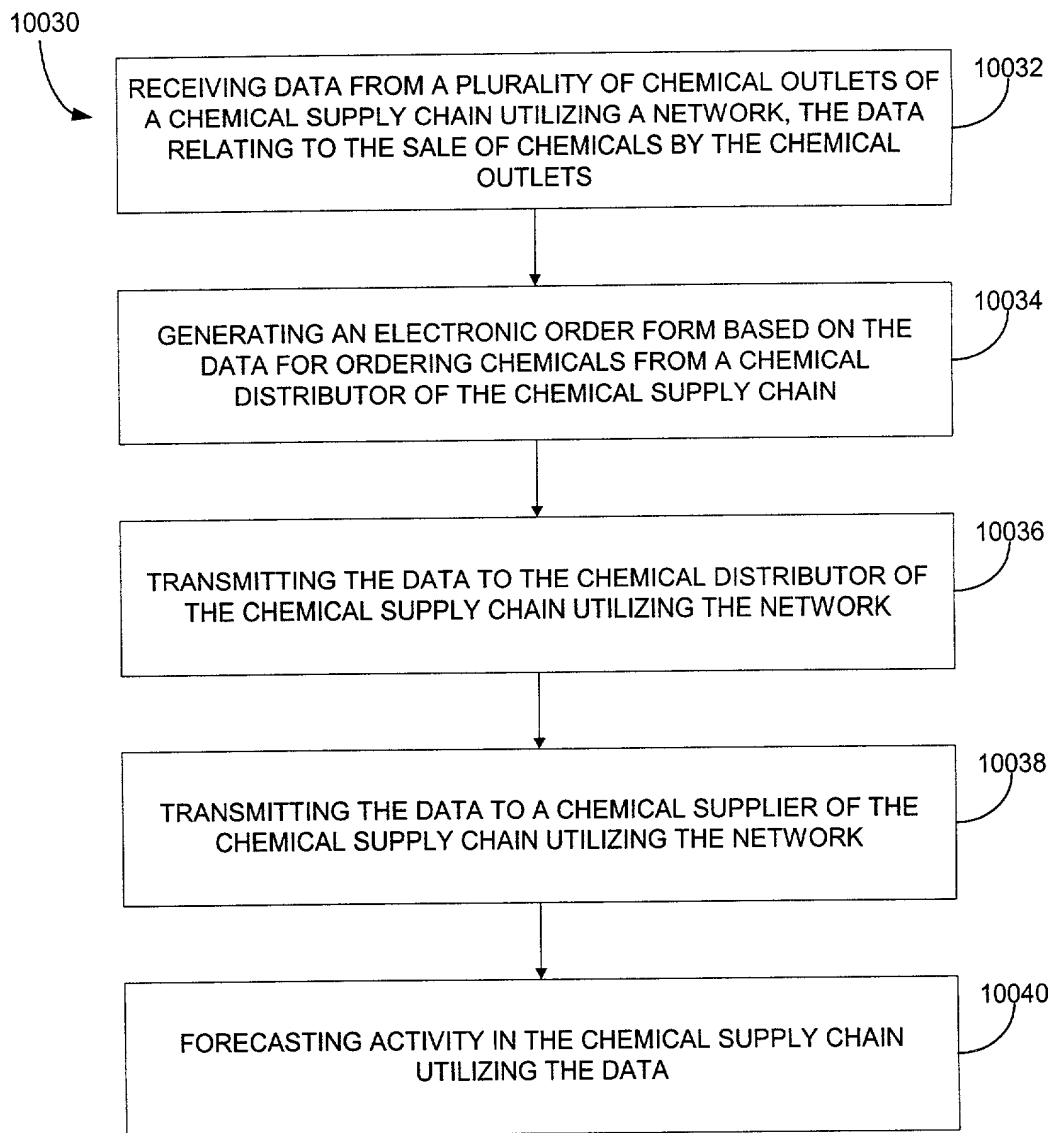 10030
RECEIVING DATA FROM A PLURALITY OF CHEMICAL OUTLETS OF
A CHEMICAL SUPPLY CHAIN UTILIZING A NETWORK, THE DATA
RELATING TO THE SALE OF CHEMICALS BY THE CHEMICAL
OUTLETS
10032
GENERATING AN ELECTRONIC ORDER FORM BASED ON THE
DATA FOR ORDERING CHEMICALS FROM A CHEMICAL
DISTRIBUTOR OF THE CHEMICAL SUPPLY CHAIN
10034
TRANSMITTING THE DATA TO THE CHEMICAL DISTRIBUTOR OF
THE CHEMICAL SUPPLY CHAIN UTILIZING THE NETWORK
10036
TRANSMITTING THE DATA TO A CHEMICAL SUPPLIER OF THE
CHEMICAL SUPPLY CHAIN UTILIZING THE NETWORK
10038
FORECASTING ACTIVITY IN THE CHEMICAL SUPPLY CHAIN
UTILIZING THE DATA
10040